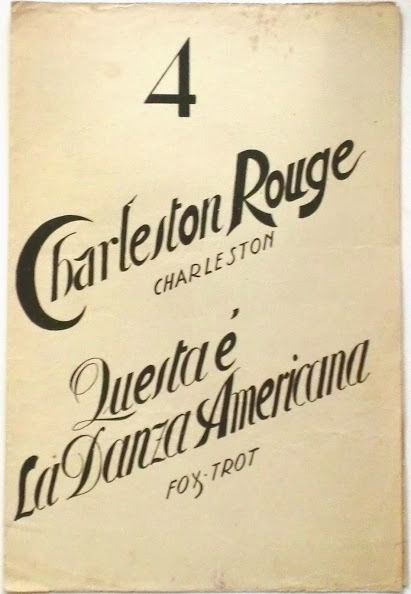 4
Charleston Rouge
CHARLESTON
Questa é
La Danza Americana
FOX-TROT